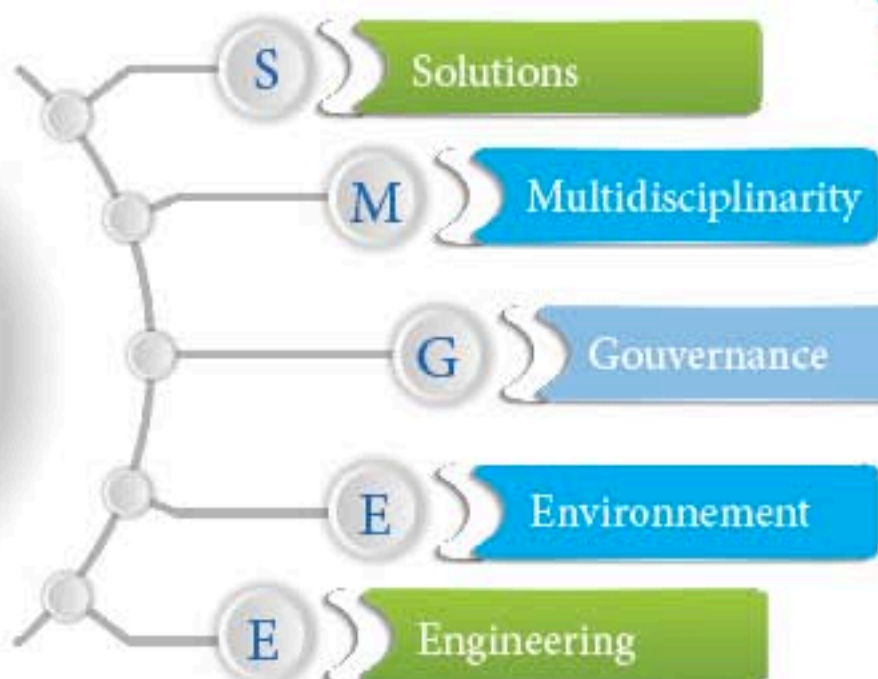 S Solutions
M Multidisciplinarity
G Gouvernance
E Environnement
E Engineering